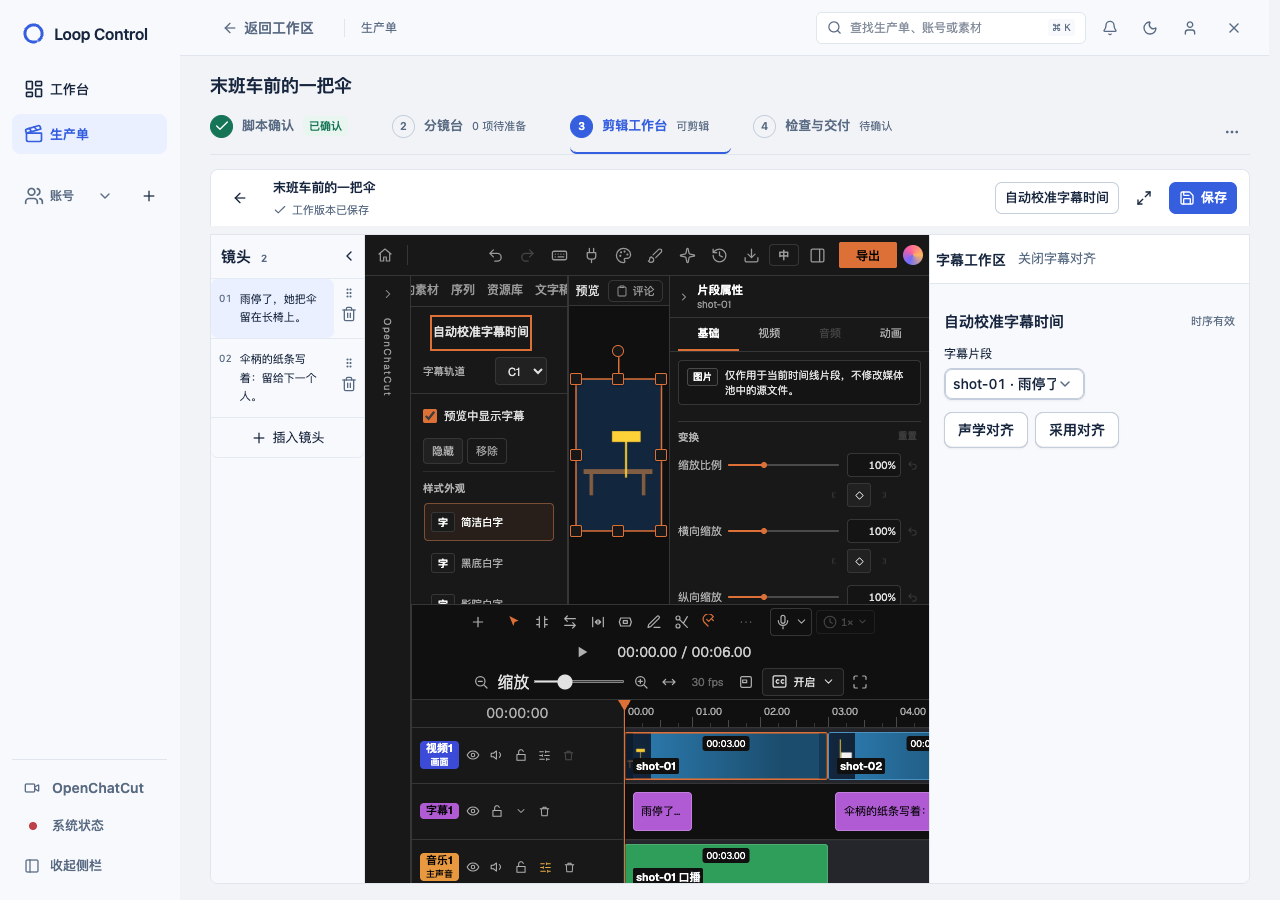 Loop Control
返回工作区
生产单
查找生产单、账号或素材
⌘ K
工作台
生产单
账号
OpenChatCut
系统状态
收起侧栏
末班车前的一把伞
脚本确认 已确认
2 分镜台 0 项待准备
3 剪辑工作台 可剪辑
4 检查与交付 待确认
末班车前的一把伞
工作版本已保存
自动校准字幕时间
保存
镜头 2
01 雨停了，她把伞
留在长椅上。
02 伞柄的纸条写
着：留给下一个
人。
插入镜头
中
导出
OpenChatCut
素材 序列 资源库
自动校准字幕时间
字幕轨道 C1
预览中显示字幕
隐藏 移除
样式外观
字 简洁白字
字 黑底白字
预览
评论
片段属性
shot-01
基础 视频 音频 动画
图片 仅作用于当前时间线片段，不修改媒体
池中的源文件。
变换 重置
缩放比例 100%
横向缩放 100%
纵向缩放 100%
1×
00:00.00 / 00:06.00
缩放
30 fps
CC 开启
00:00:00
00.00 01.00 02.00 03.00 04.00
视频1
画面
00:03.00
shot-01
shot-02
字幕1
雨停了…
伞柄的纸条写着：
音乐1
主声音
00:03.00
shot-01 口播
字幕工作区 关闭字幕对齐
自动校准字幕时间 时序有效
字幕片段
shot-01 · 雨停了
声学对齐 采用对齐